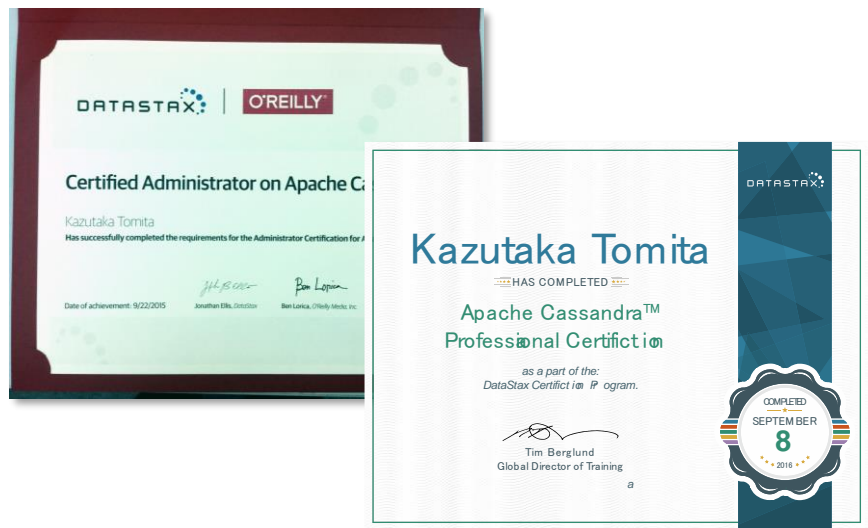 DATASTAX
O'REILLY®
Certified Administrator on Apache Ca
Kazutaka Tomita
Has successfully completed the requirements for the Administrator Certification for A
Date of achievement: 9/22/2015
Jonathan Ellis, DataStax
Ben Lorica, O'Reilly Media, Inc
DATASTAX
Kazutaka Tomita
HAS COMPLETED
Apache Cassandra™
Professional Certifiction
as a part of the:
DataStax Certifiction Program.
Tim Berglund
Global Director of Training
a
COMPLETED
SEPTEMBER
8
2016